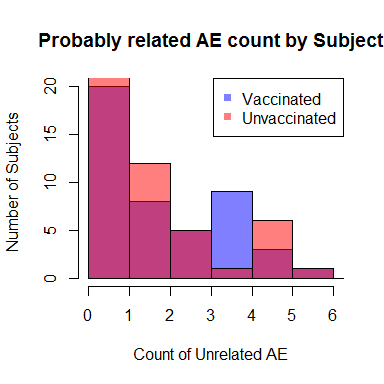 Probably related AE count by Subject
Vaccinated
Unvaccinated
Number of Subjects
20
15
10
5
0
0 1 2 3 4 5 6
Count of Unrelated AE